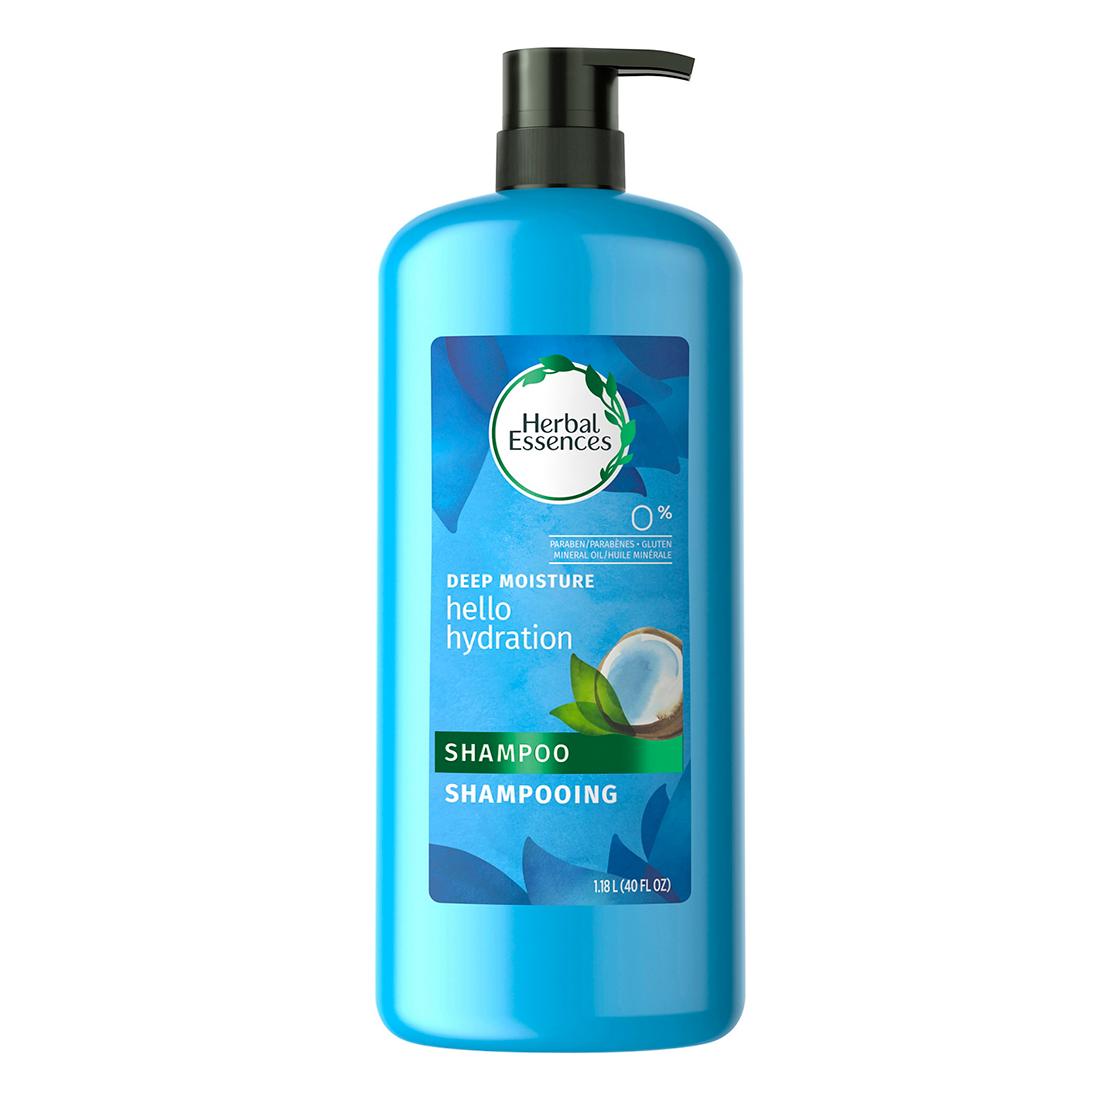 Herbal
Essences
0%
PARABEN/PARABÈNES • GLUTEN
MINERAL OIL/HUILE MINÉRALE
DEEP MOISTURE
hello
hydration
SHAMPOO
SHAMPOOING
1.18 L (40 FL OZ)